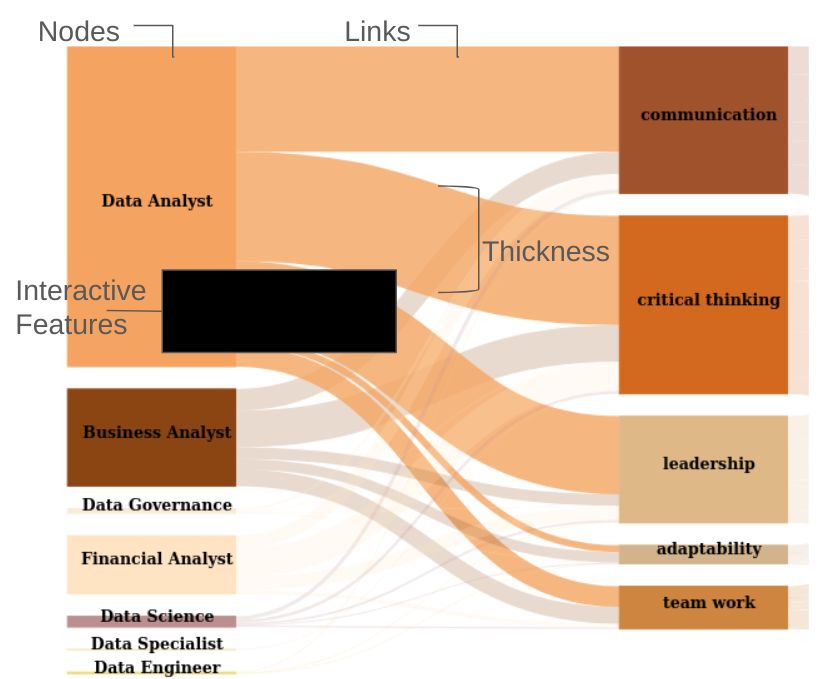 Nodes
Links
communication
Data Analyst
Thickness
Interactive
Features
critical thinking
Business Analyst
leadership
Data Governance
adaptability
Financial Analyst
team work
Data Science
Data Specialist
Data Engineer